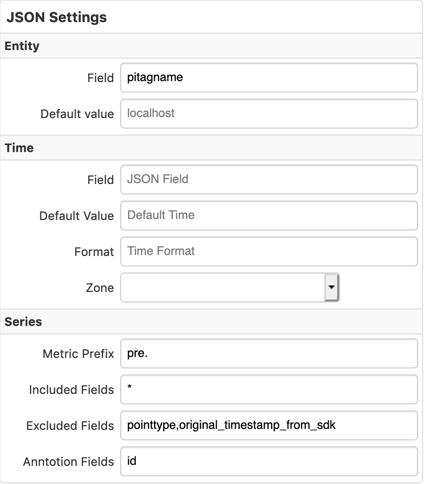 JSON Settings
Entity
Field pitagname
Default value localhost
Time
Field JSON Field
Default Value Default Time
Format Time Format
Zone
Series
Metric Prefix pre.
Included Fields *
Excluded Fields pointtype,original_timestamp_from_sdk
Anntotion Fields id